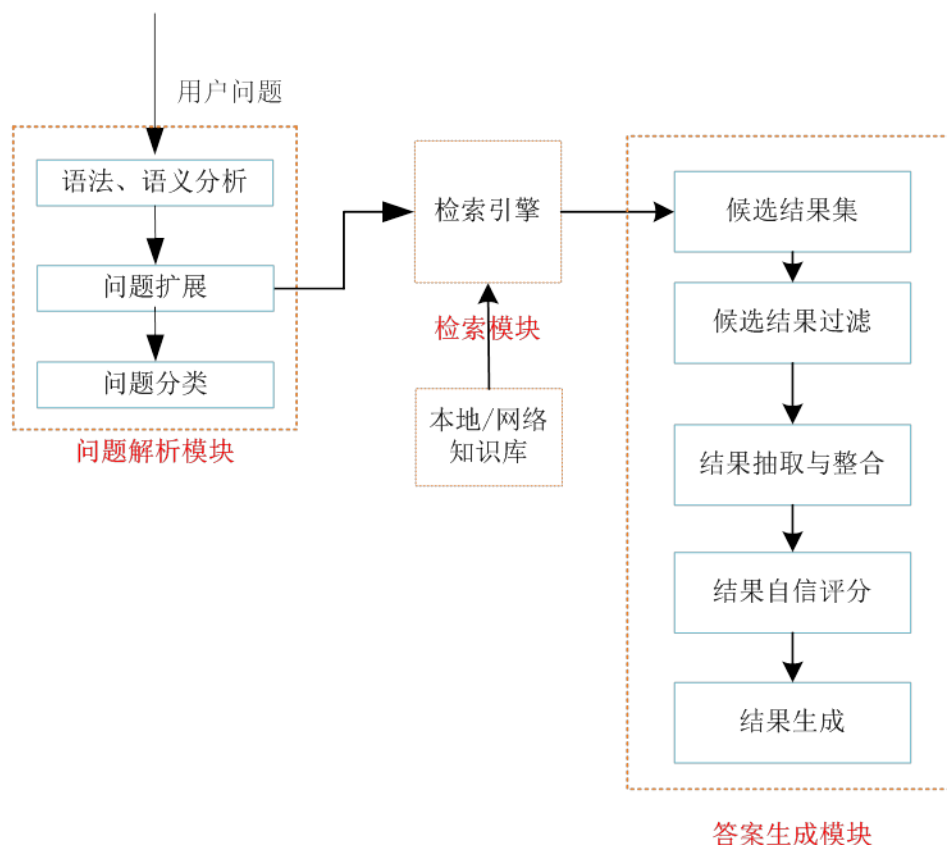 用户问题
语法、语义分析
问题扩展
问题分类
问题解析模块
检索引擎
检索模块
本地/网络
知识库
候选结果集
候选结果过滤
结果抽取与整合
结果自信评分
结果生成
答案生成模块